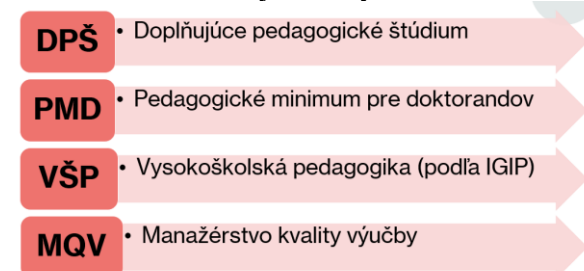 DPŠ • Doplňujúce pedagogické štúdium
PMD • Pedagogické minimum pre doktorandov
VŠP • Vysokoškolská pedagogika (podľa IGIP)
MQV • Manažérstvo kvality výučby